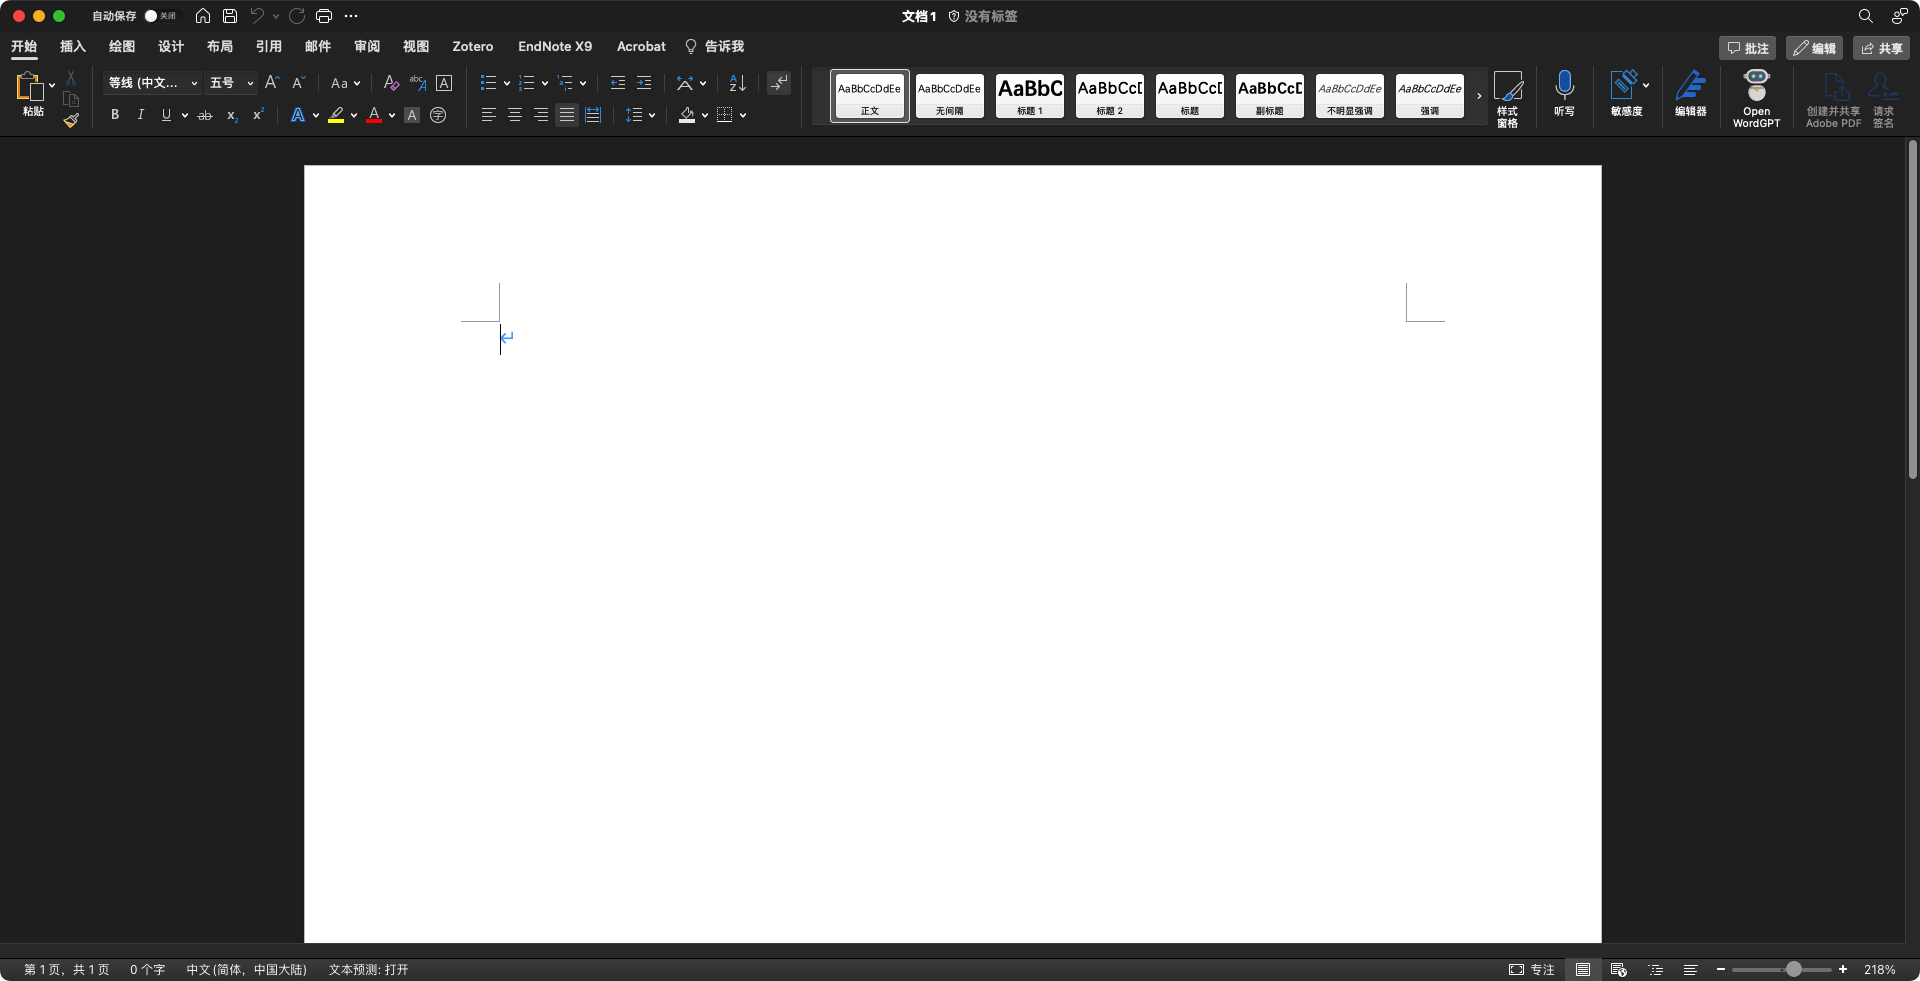 自动保存 关闭 文档1 没有标签
开始 插入 绘图 设计 布局 引用 邮件 审阅 视图 Zotero EndNote X9 Acrobat 告诉我 批注 编辑 共享
粘贴 等线 (中文... 五号 Aa
B I U ab x₂ x² A A A 字
AaBbCcDdEe AaBbCcDdEe AaBbC AaBbCcD AaBbCcD AaBbCcD AaBbCcDdEe AaBbCcDdEe
正文 无间隔 标题 1 标题 2 标题 副标题 不明显强调 强调
样式
窗格
听写
敏感度
编辑器
Open
WordGPT
创建并共享
Adobe PDF
请求
签名
第 1 页，共 1 页 0 个字 中文 (简体，中国大陆) 文本预测: 打开 专注 218%